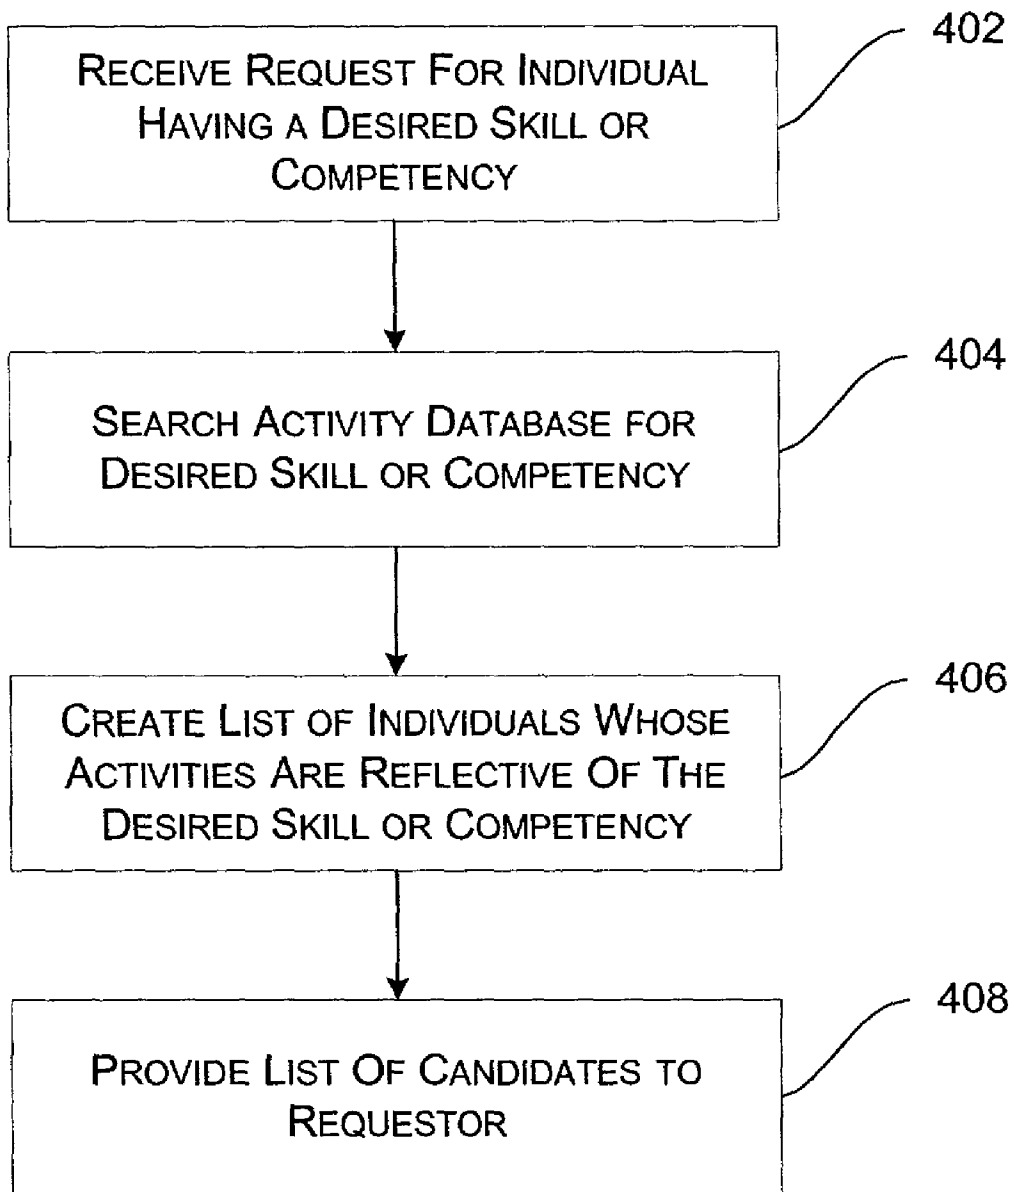 402
RECEIVE REQUEST FOR INDIVIDUAL
HAVING A DESIRED SKILL OR
COMPETENCY
404
SEARCH ACTIVITY DATABASE FOR
DESIRED SKILL OR COMPETENCY
406
CREATE LIST OF INDIVIDUALS WHOSE
ACTIVITIES ARE REFLECTIVE OF THE
DESIRED SKILL OR COMPETENCY
408
PROVIDE LIST OF CANDIDATES TO
REQUESTOR